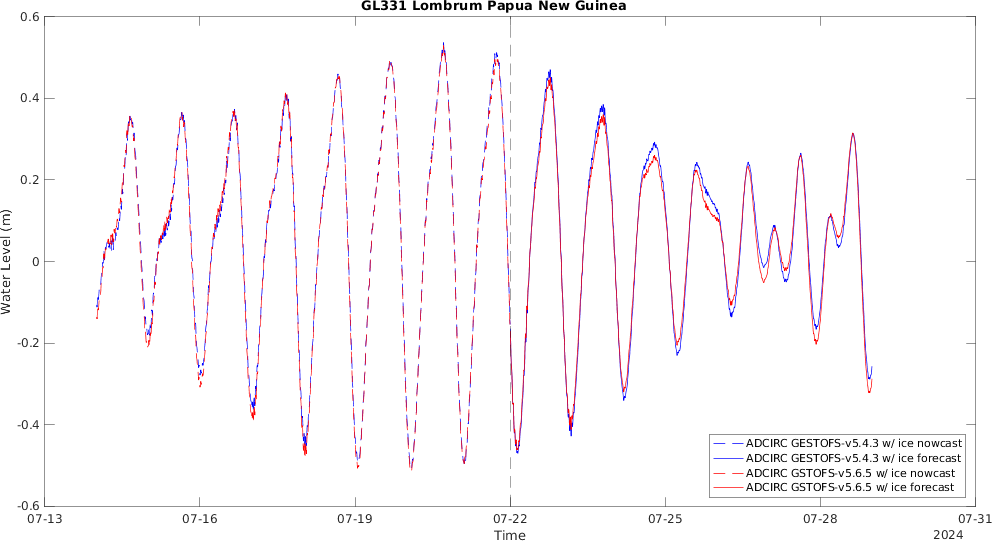 GL331 Lombrum Papua New Guinea
0.6
0.4
0.2
0
-0.2
-0.4
-0.6
Water Level (m)
ADCIRC GESTOFS-v5.4.3 w/ ice nowcast
ADCIRC GESTOFS-v5.4.3 w/ ice forecast
ADCIRC GSTOFS-v5.6.5 w/ ice nowcast
ADCIRC GSTOFS-v5.6.5 w/ ice forecast
07-13 07-16 07-19 07-22 07-25 07-28 07-31
Time
2024